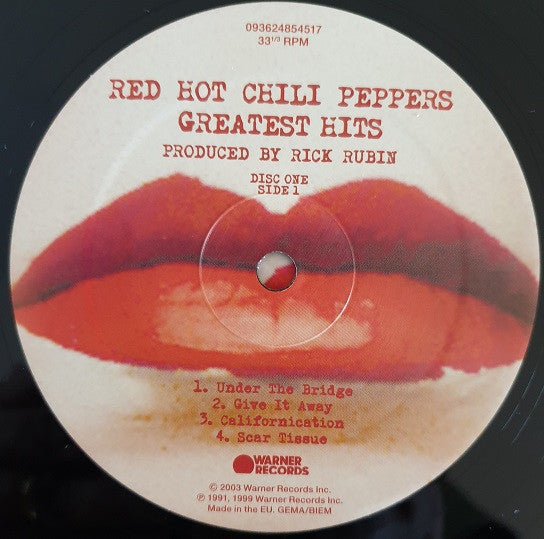 093624854517
33 1/3 RPM
RED HOT CHILI PEPPERS
GREATEST HITS
PRODUCED BY RICK RUBIN
DISC ONE
SIDE 1
1. Under The Bridge
2. Give It Away
3. Californication
4. Scar Tissue
WARNER
RECORDS
© 2003 Warner Records Inc.
℗ 1991, 1999 Warner Records Inc.
Made in the EU. GEMA/BIEM